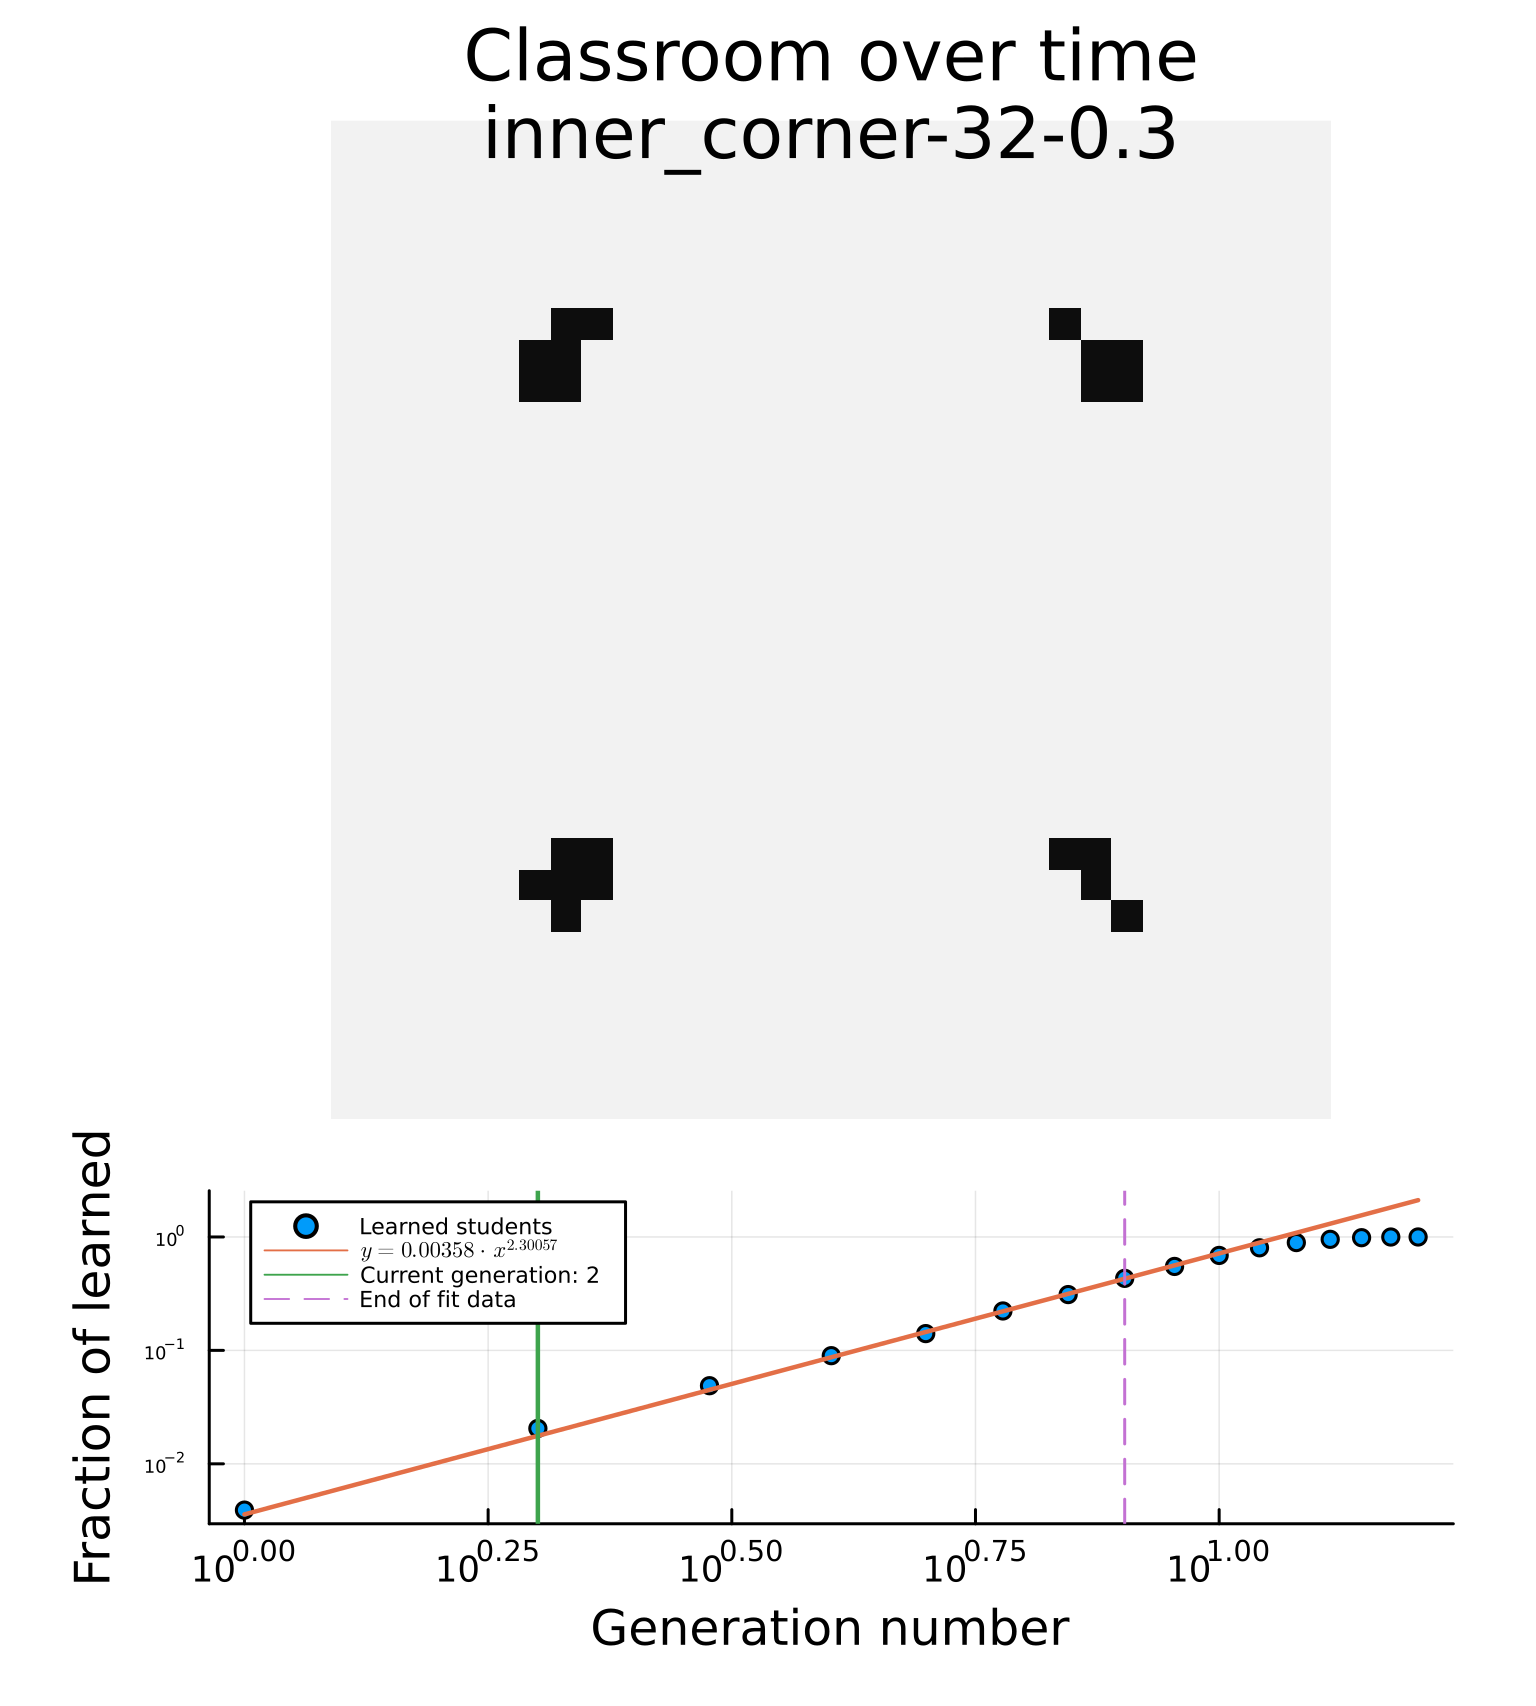 Classroom over time
inner_corner-32-0.3
Fraction of learned
10⁰
10⁻¹
10⁻²
Learned students
y = 0.00358 · x^2.30057
Current generation: 2
End of fit data
10^0.00 10^0.25 10^0.50 10^0.75 10^1.00
Generation number